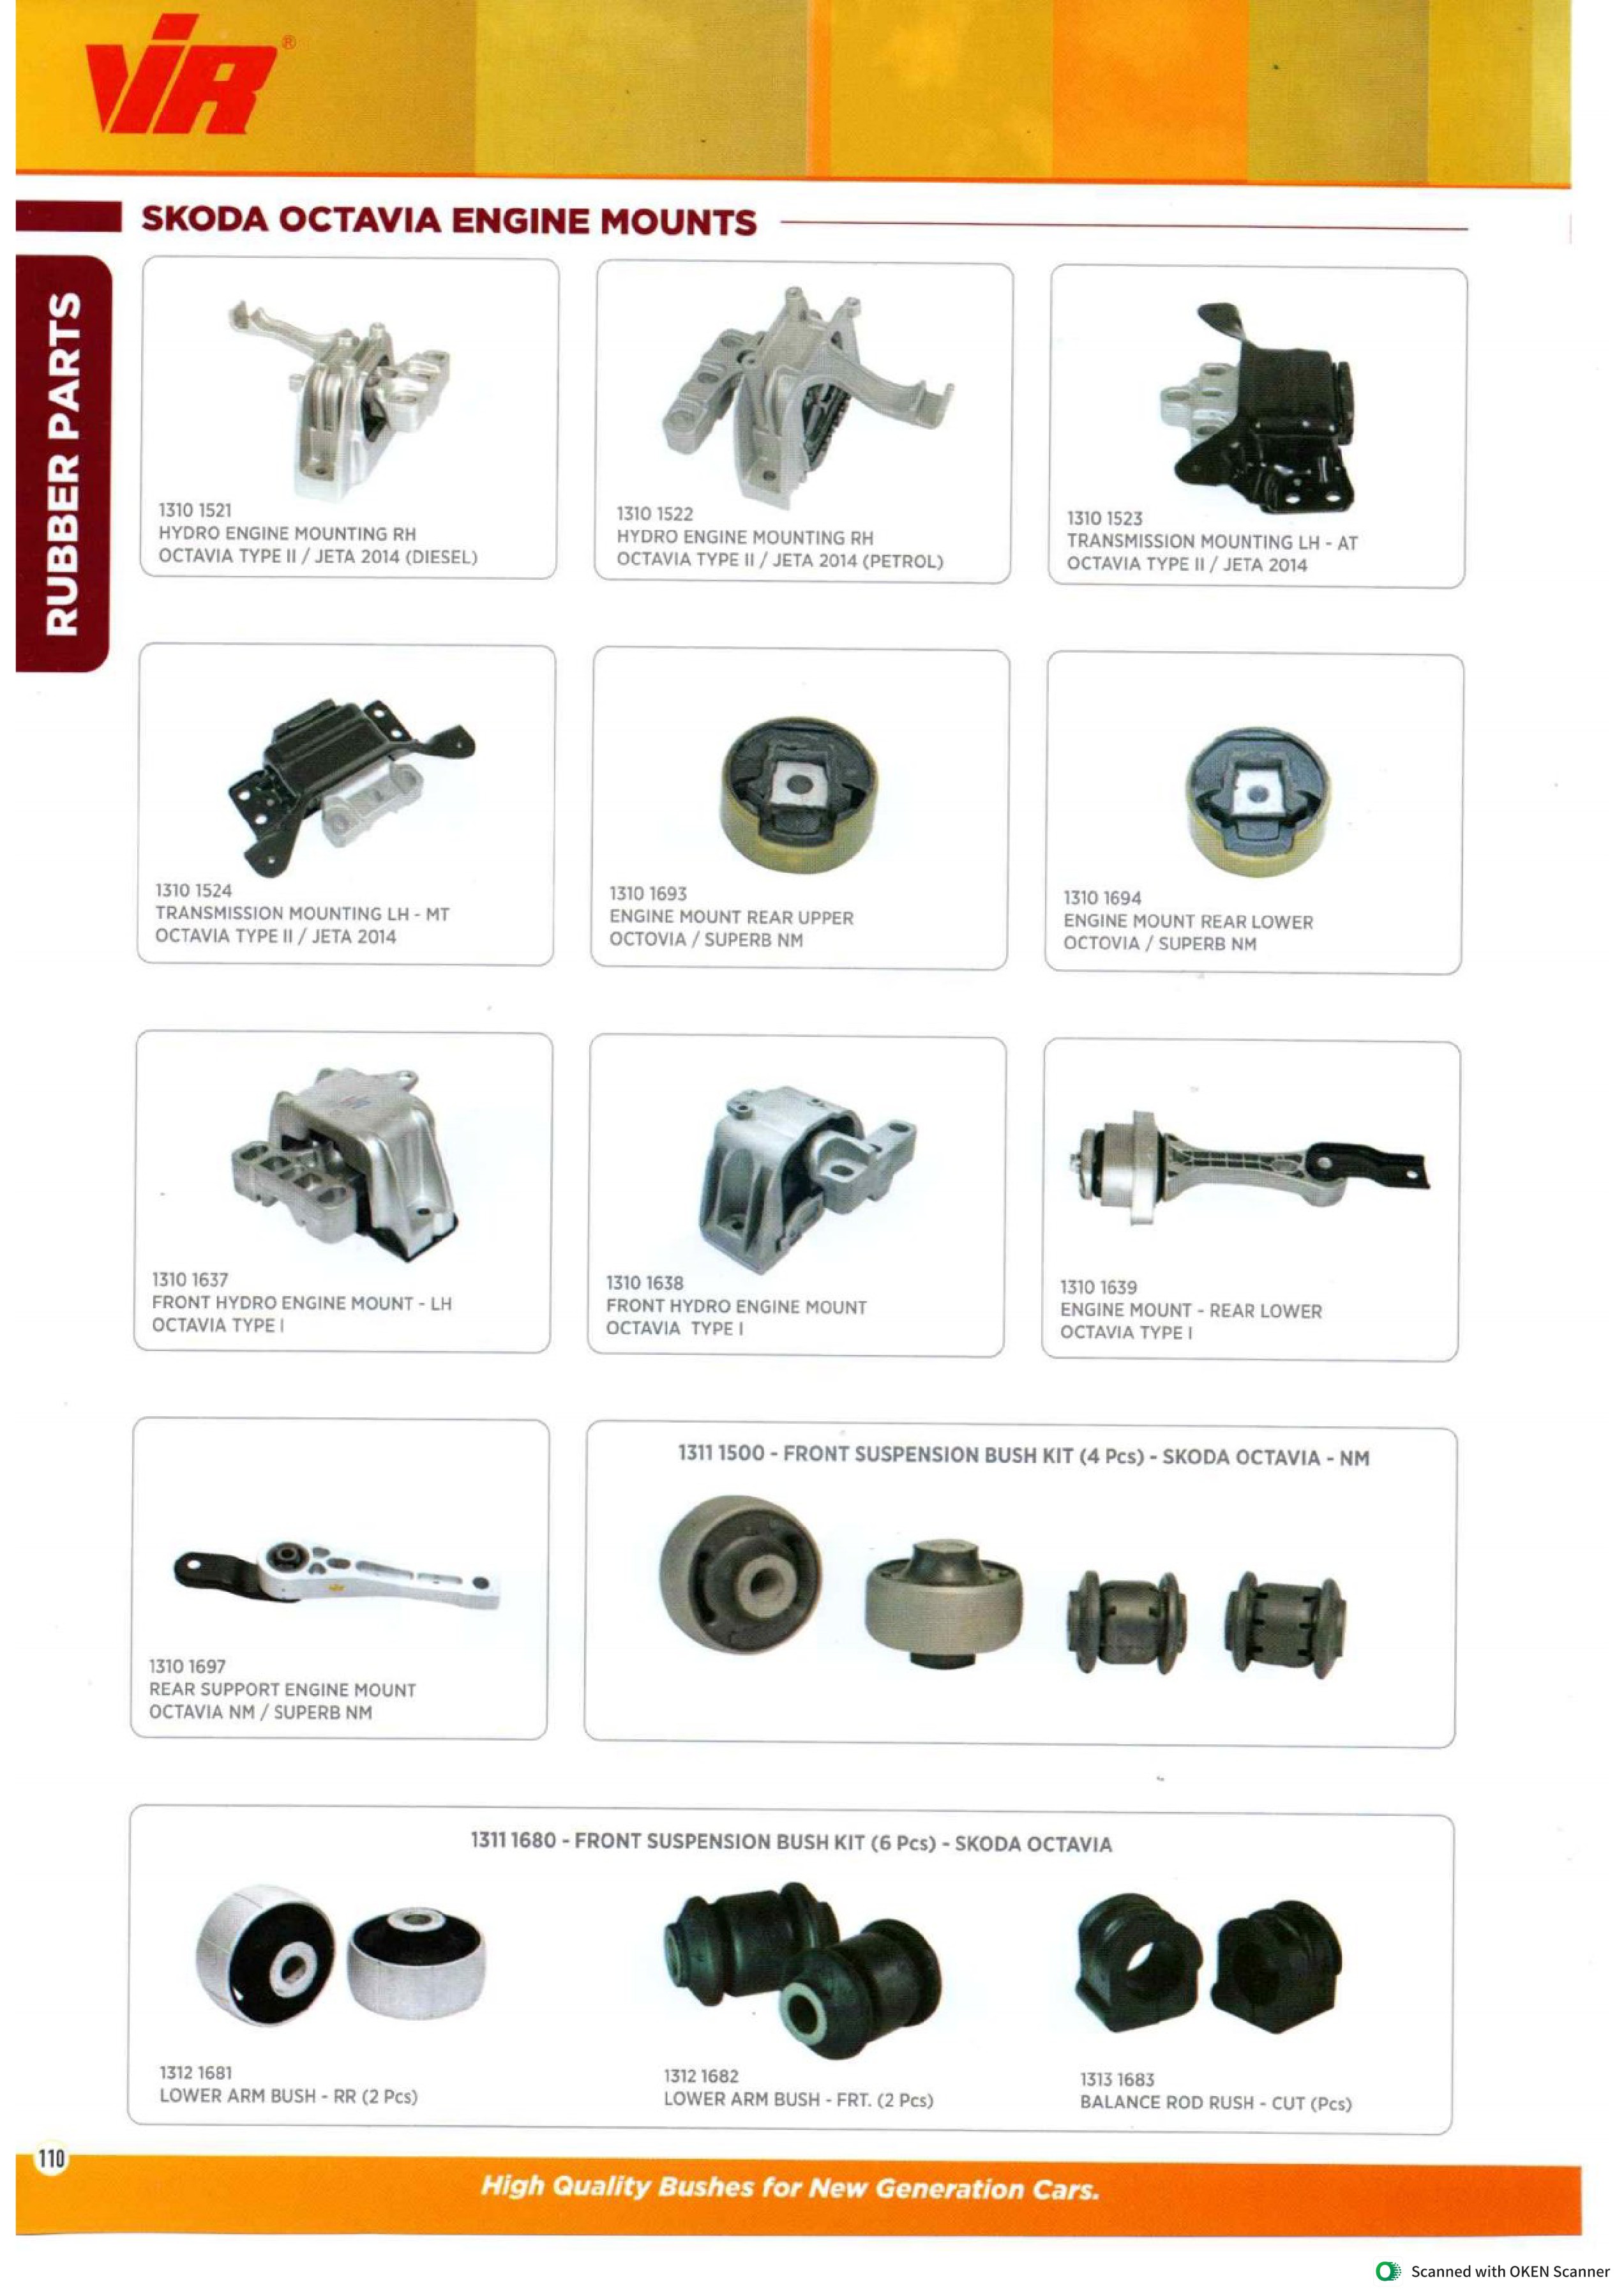 ViR®
SKODA OCTAVIA ENGINE MOUNTS
RUBBER PARTS
1310 1521
HYDRO ENGINE MOUNTING RH
OCTAVIA TYPE II / JETA 2014 (DIESEL)
1310 1522
HYDRO ENGINE MOUNTING RH
OCTAVIA TYPE II / JETA 2014 (PETROL)
1310 1523
TRANSMISSION MOUNTING LH - AT
OCTAVIA TYPE II / JETA 2014
1310 1524
TRANSMISSION MOUNTING LH - MT
OCTAVIA TYPE II / JETA 2014
1310 1693
ENGINE MOUNT REAR UPPER
OCTOVIA / SUPERB NM
1310 1694
ENGINE MOUNT REAR LOWER
OCTOVIA / SUPERB NM
1310 1637
FRONT HYDRO ENGINE MOUNT - LH
OCTAVIA TYPE I
1310 1638
FRONT HYDRO ENGINE MOUNT
OCTAVIA TYPE I
1310 1639
ENGINE MOUNT - REAR LOWER
OCTAVIA TYPE I
1310 1697
REAR SUPPORT ENGINE MOUNT
OCTAVIA NM / SUPERB NM
1311 1500 - FRONT SUSPENSION BUSH KIT (4 Pcs) - SKODA OCTAVIA - NM
1311 1680 - FRONT SUSPENSION BUSH KIT (6 Pcs) - SKODA OCTAVIA
1312 1681
LOWER ARM BUSH - RR (2 Pcs)
1312 1682
LOWER ARM BUSH - FRT. (2 Pcs)
1313 1683
BALANCE ROD RUSH - CUT (Pcs)
110
High Quality Bushes for New Generation Cars.
Scanned with OKEN Scanner